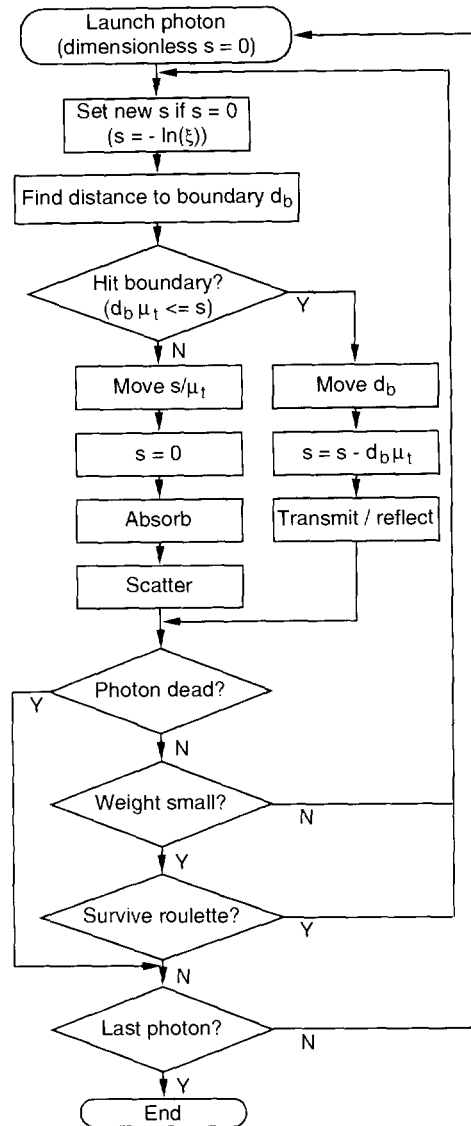 Launch photon
(dimensionless s = 0)
Set new s if s = 0
(s = - ln(ξ))
Find distance to boundary d_b
Hit boundary?
(d_b μ_t <= s)
Y
N
Move s/μ_t
Move d_b
s = 0
s = s - d_b μ_t
Absorb
Transmit / reflect
Scatter
Photon dead?
Y
N
Weight small?
N
Y
Survive roulette?
Y
N
Last photon?
N
Y
End